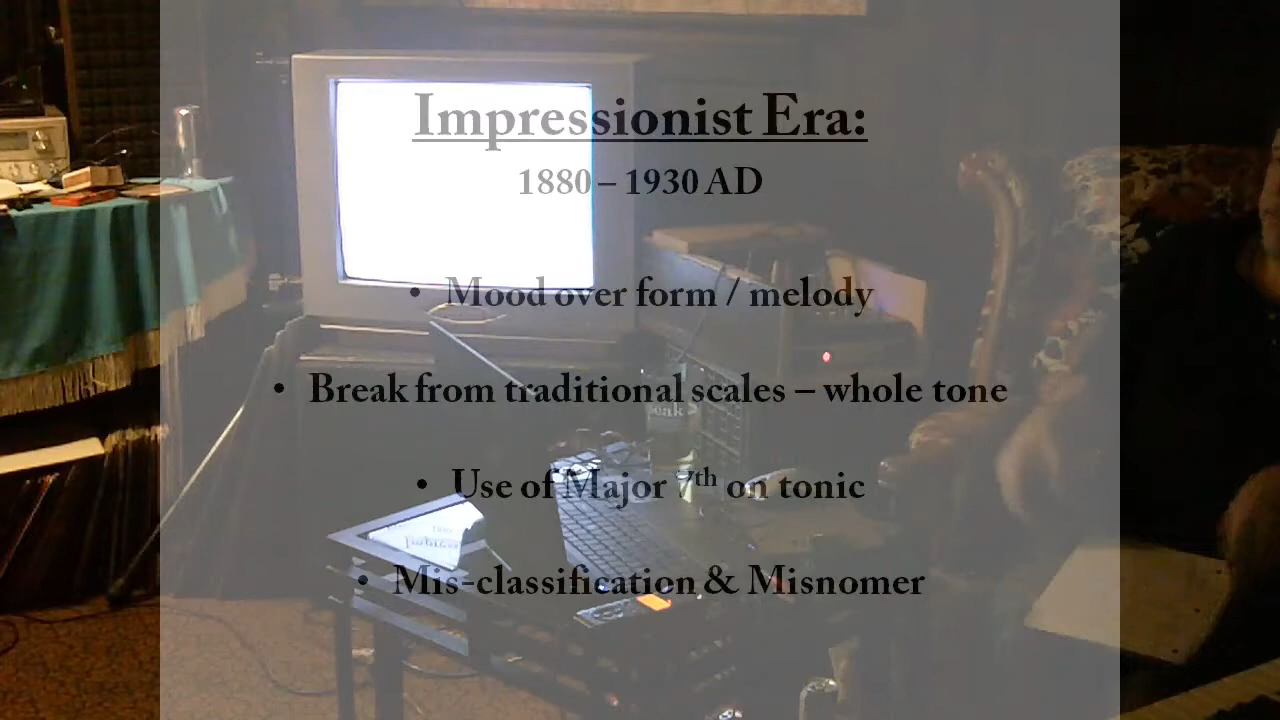 Impressionist Era:
1880 – 1930 AD
• Mood over form / melody
• Break from traditional scales – whole tone
• Use of Major 7th on tonic
• Mis-classification & Misnomer